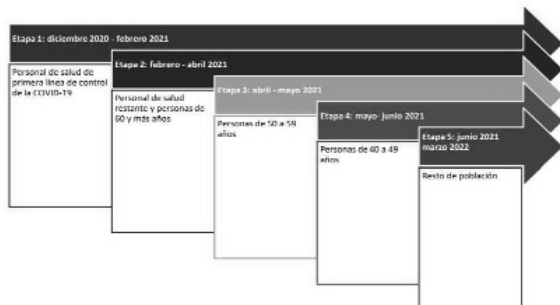 Etapa 1: diciembre 2020 - febrero 2021
Personal de salud de
primera línea de control
de la COVID-19
Etapa 2: febrero - abril 2021
Personal de salud
restante y personas de
60 y más años
Etapa 3: abril - mayo 2021
Personas de 50 a 59
años
Etapa 4: mayo- junio 2021
Personas de 40 a 49
años
Etapa 5: junio 2021
marzo 2022
Resto de población